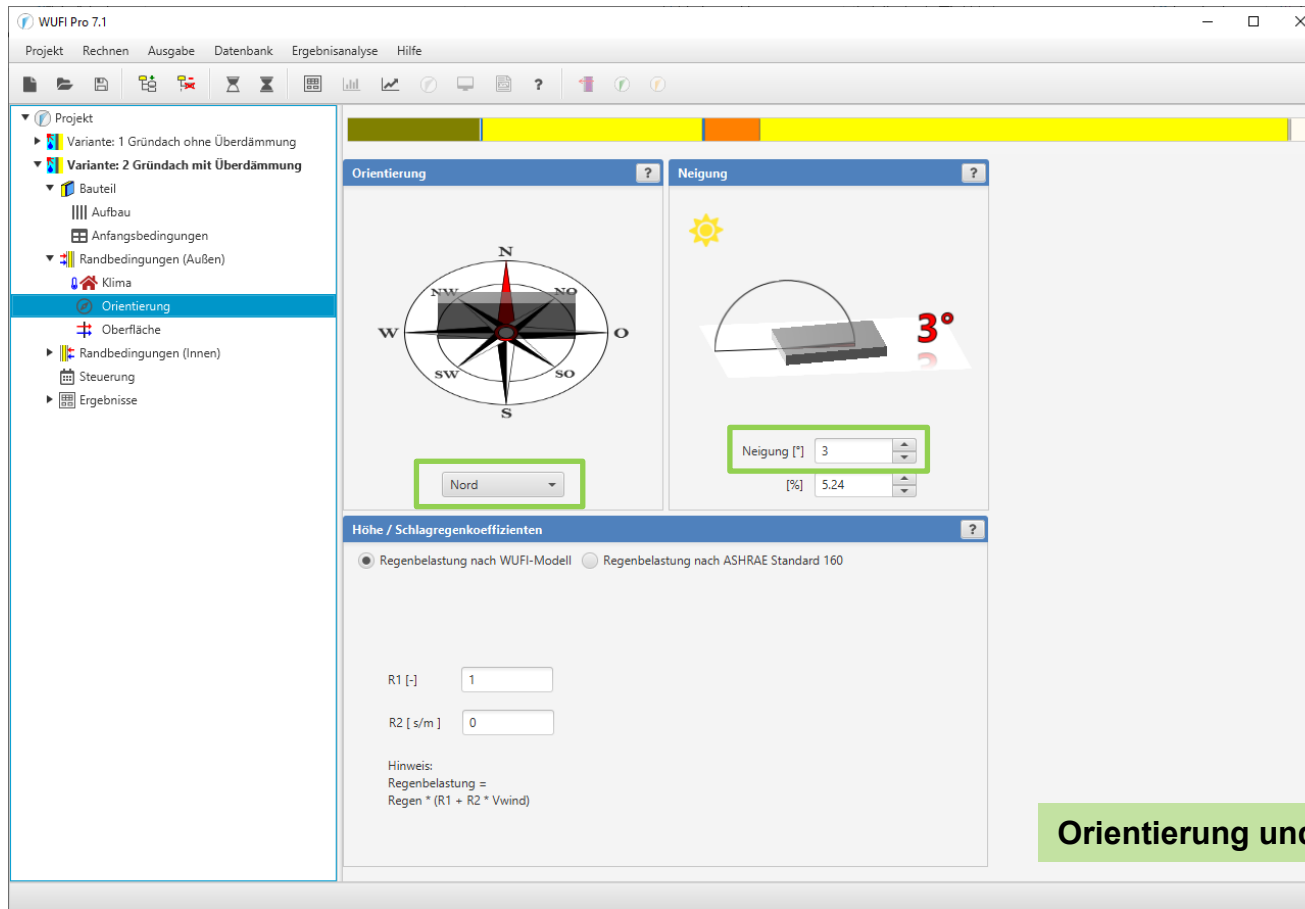 WUFI Pro 7.1
Projekt Rechnen Ausgabe Datenbank Ergebnisanalyse Hilfe
?
Projekt
Variante: 1 Gründach ohne Überdämmung
Variante: 2 Gründach mit Überdämmung
Bauteil
Aufbau
Anfangsbedingungen
Randbedingungen (Außen)
Klima
Orientierung
Oberfläche
Randbedingungen (Innen)
Steuerung
Ergebnisse
Orientierung ?
N
NW NO
W O
SW SO
S
Nord
Neigung ?
3°
Neigung [°] 3
[%] 5.24
Höhe / Schlagregenkoeffizienten ?
Regenbelastung nach WUFI-Modell Regenbelastung nach ASHRAE Standard 160
R1 [-] 1
R2 [ s/m ] 0
Hinweis:
Regenbelastung =
Regen * (R1 + R2 * Vwind)
Orientierung und